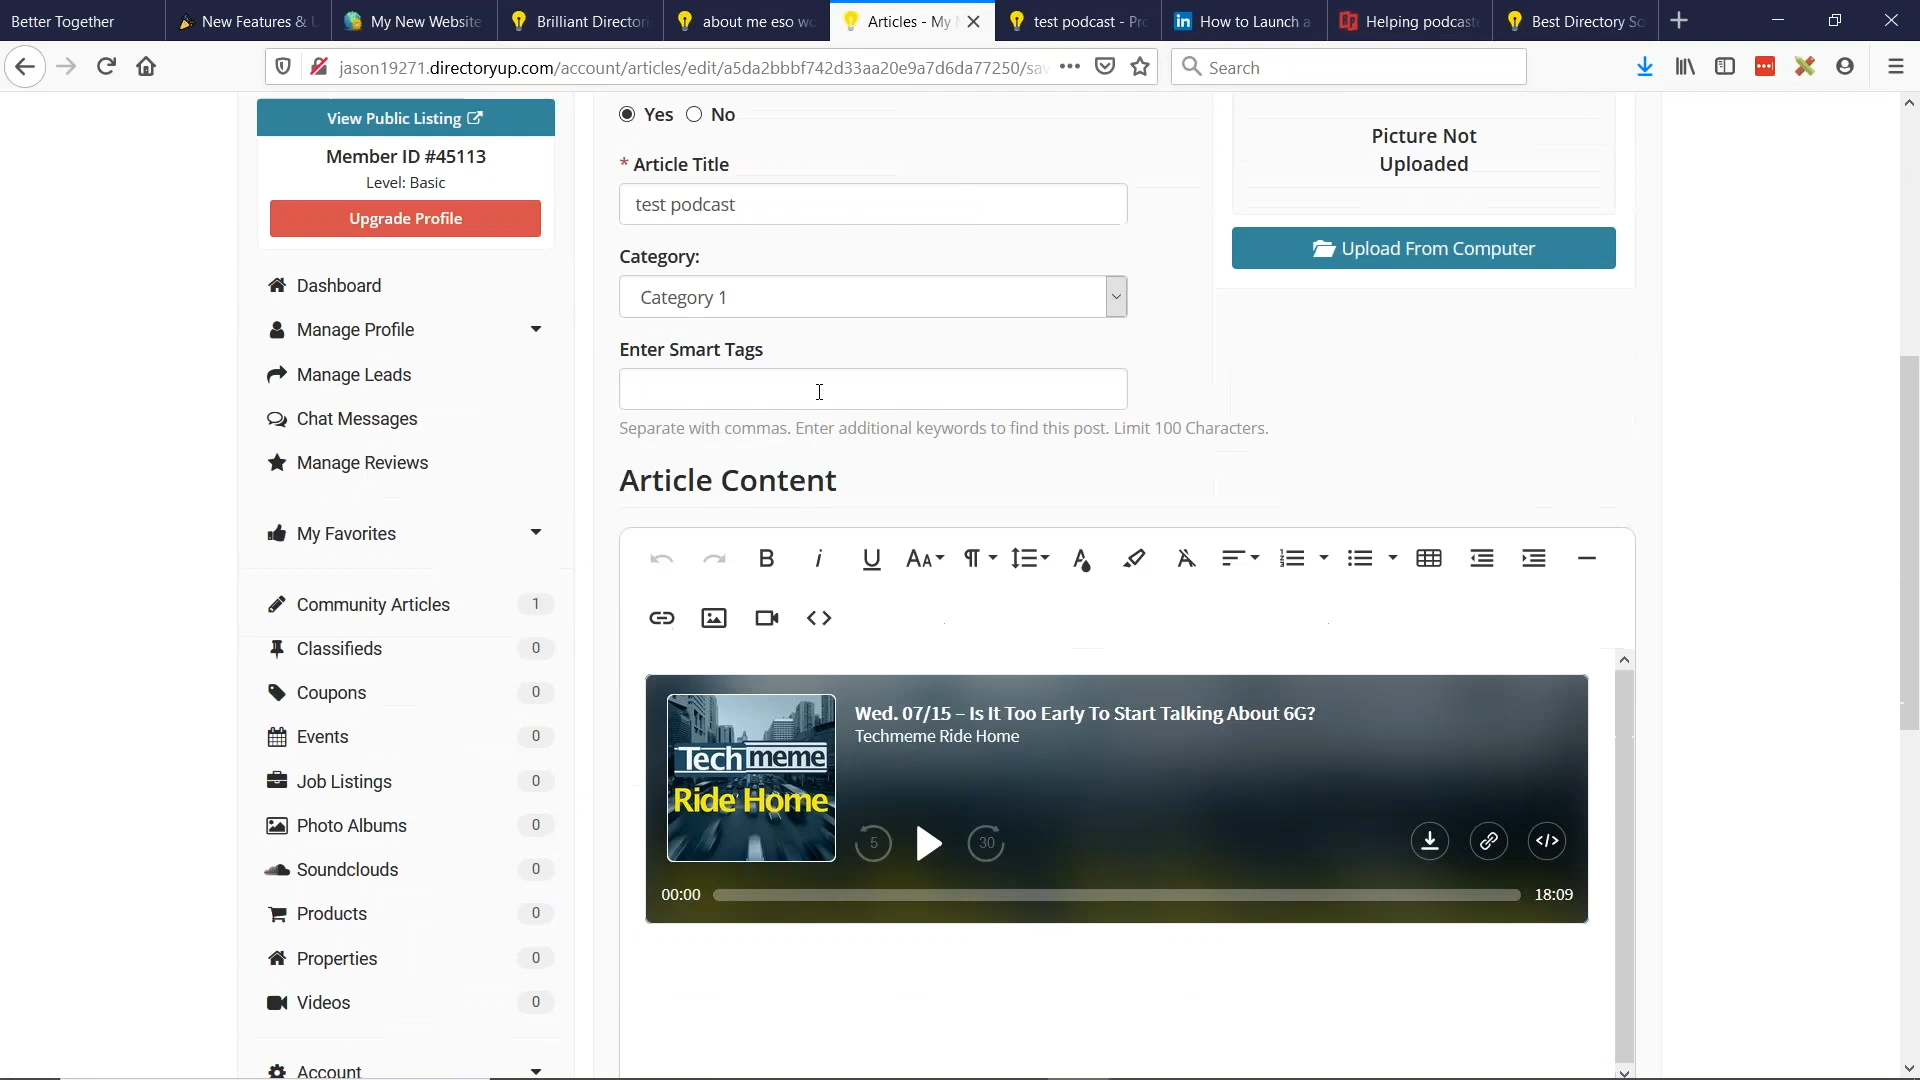 Better Together
New Features &
My New Website
Brilliant Directori
about me eso wo
Articles - My
test podcast - Pro
How to Launch a
Helping podcast
Best Directory So
jason19271.directoryup.com/account/articles/edit/a5da2bbbf742d33aa20e9a7d6da77250/sav
Search
View Public Listing
Member ID #45113
Level: Basic
Upgrade Profile
Dashboard
Manage Profile
Manage Leads
Chat Messages
Manage Reviews
My Favorites
Community Articles 1
Classifieds 0
Coupons 0
Events 0
Job Listings 0
Photo Albums 0
Soundclouds 0
Products 0
Properties 0
Videos 0
Account
Yes No
* Article Title
test podcast
Category:
Category 1
Enter Smart Tags
Separate with commas. Enter additional keywords to find this post. Limit 100 Characters.
Picture Not
Uploaded
Upload From Computer
Article Content
Techmeme
Ride Home
Wed. 07/15 – Is It Too Early To Start Talking About 6G?
Techmeme Ride Home
5 30
00:00 18:09